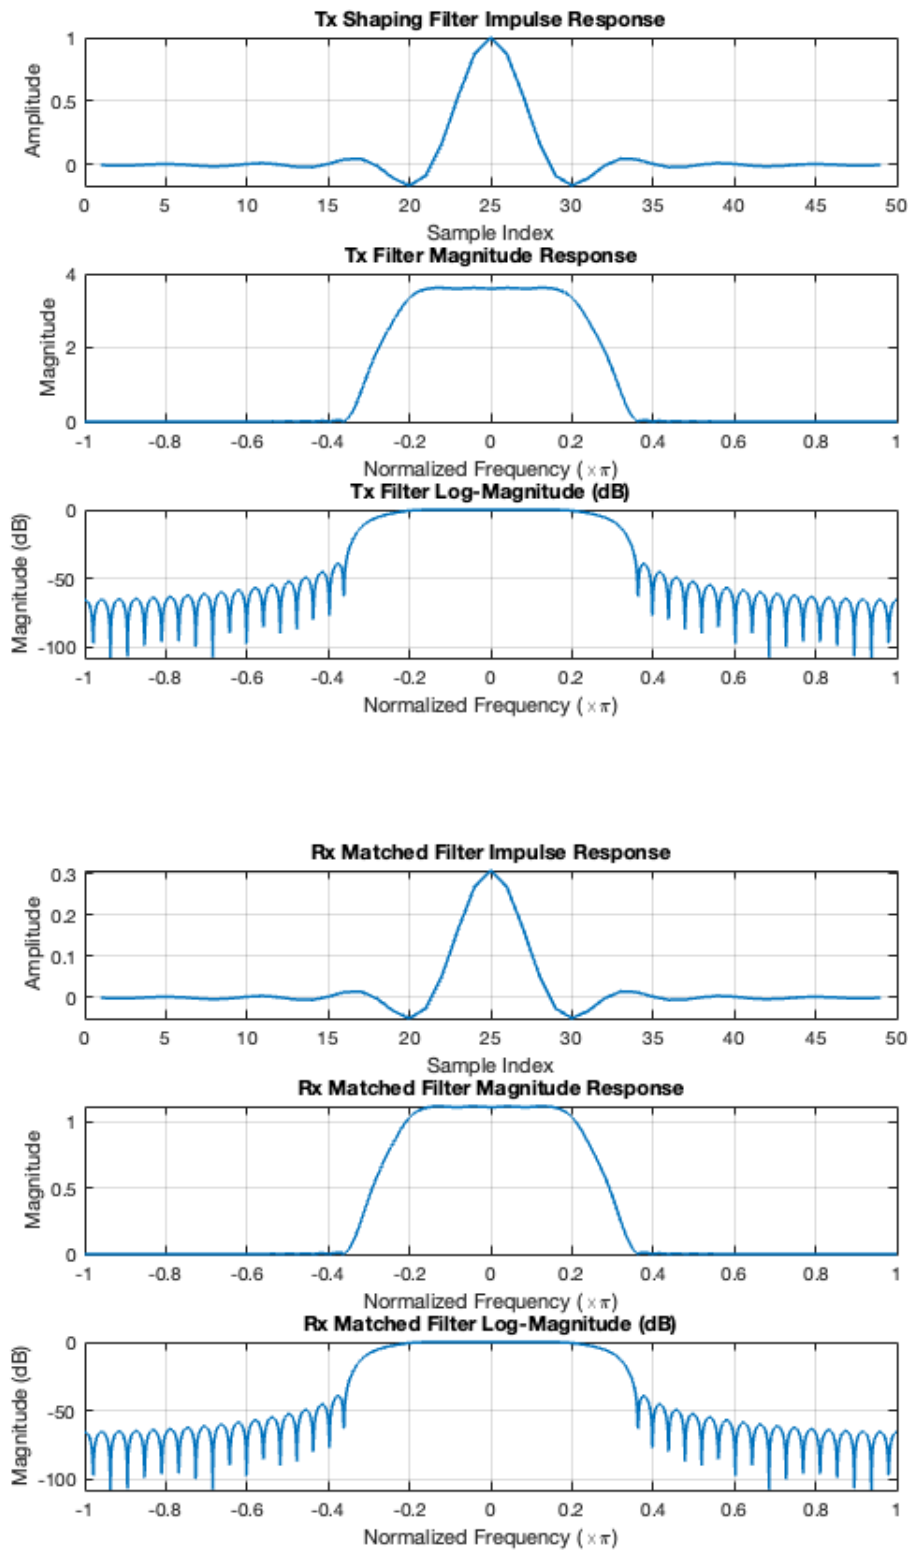 Tx Shaping Filter Impulse Response
1
0.5
0
Amplitude
0 5 10 15 20 25 30 35 40 45 50
Sample Index
Tx Filter Magnitude Response
4
2
0
Magnitude
-1 -0.8 -0.6 -0.4 -0.2 0 0.2 0.4 0.6 0.8 1
Normalized Frequency (×π)
Tx Filter Log-Magnitude (dB)
0
-50
-100
Magnitude (dB)
-1 -0.8 -0.6 -0.4 -0.2 0 0.2 0.4 0.6 0.8 1
Normalized Frequency (×π)
Rx Matched Filter Impulse Response
0.3
0.2
0.1
0
Amplitude
0 5 10 15 20 25 30 35 40 45 50
Sample Index
Rx Matched Filter Magnitude Response
1
0.5
0
Magnitude
-1 -0.8 -0.6 -0.4 -0.2 0 0.2 0.4 0.6 0.8 1
Normalized Frequency (×π)
Rx Matched Filter Log-Magnitude (dB)
0
-50
-100
Magnitude (dB)
-1 -0.8 -0.6 -0.4 -0.2 0 0.2 0.4 0.6 0.8 1
Normalized Frequency (×π)